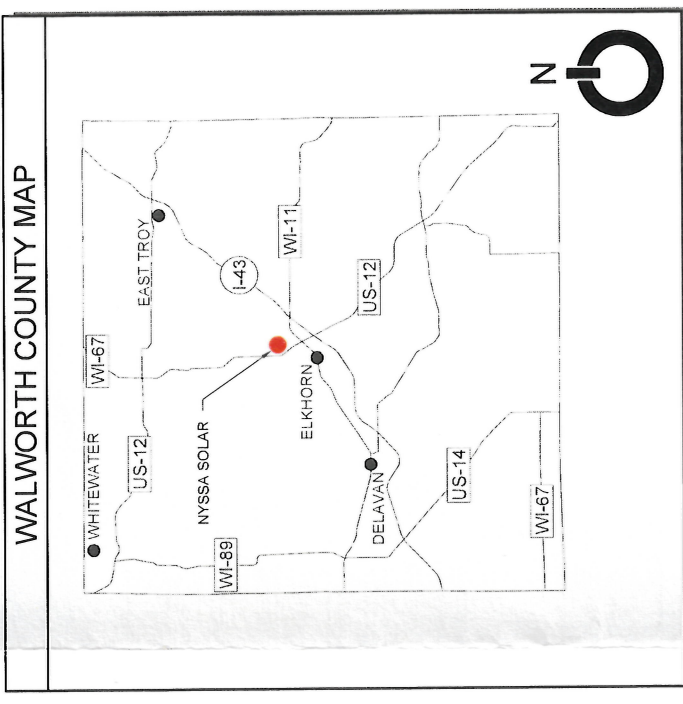 WALWORTH COUNTY MAP
N
WHITEWATER
WI-67
US-12
EAST TROY
I-43
NYSSA SOLAR
WI-89
WI-11
ELKHORN
US-12
DELAVAN
US-14
WI-67